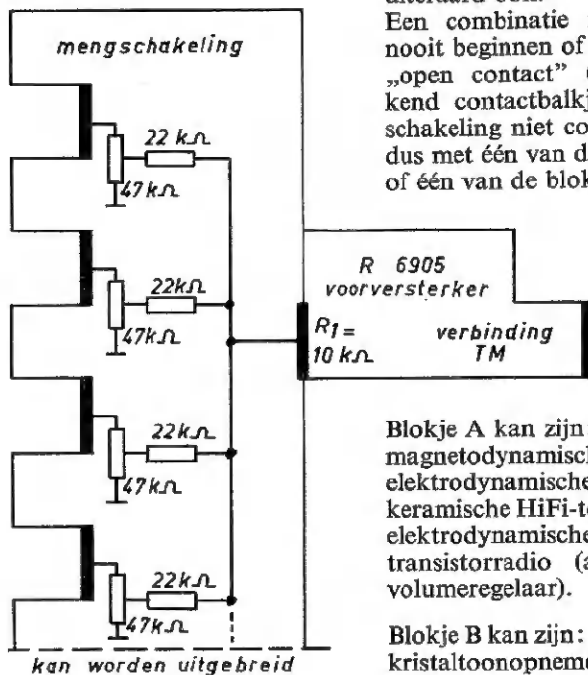 mengschakeling
22 kΩ
47kΩ
22kΩ
47kΩ
22kΩ
47kΩ
22kΩ
47kΩ
kan worden uitgebreid
R 6905
voorversterker
R1 =
10 kΩ
verbinding
TM
Een combinatie
nooit beginnen of
„open contact”
kend contactbalkj
schakeling niet co
dus met één van d
of één van de blok
Blokje A kan zijn
magnetodynamisch
elektrodynamische
keramische HiFi-t
elektrodynamische
transistorradio (a
volumeregelaar).
Blokje B kan zijn:
kristaltoonopneme